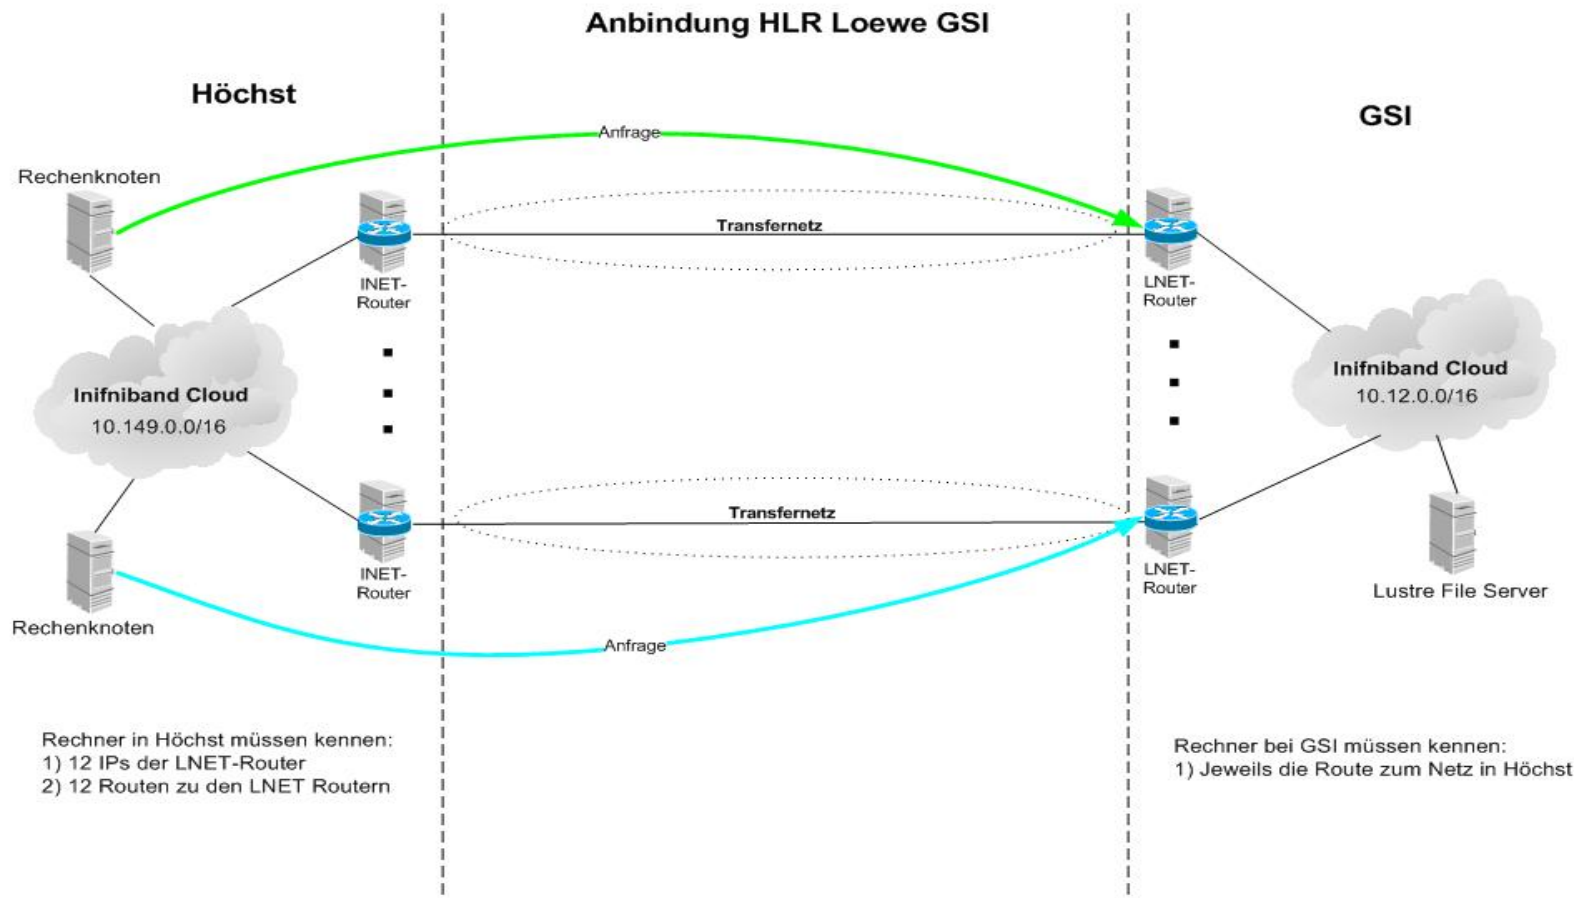 Anbindung HLR Loewe GSI
Höchst
GSI
Anfrage
Rechenknoten
Transfernetz
INET-
Router
LNET-
Router
Inifniband Cloud
10.149.0.0/16
Inifniband Cloud
10.12.0.0/16
Transfernetz
INET-
Router
LNET-
Router
Lustre File Server
Rechenknoten
Anfrage
Rechner in Höchst müssen kennen:
1) 12 IPs der LNET-Router
2) 12 Routen zu den LNET Routern
Rechner bei GSI müssen kennen:
1) Jeweils die Route zum Netz in Höchst